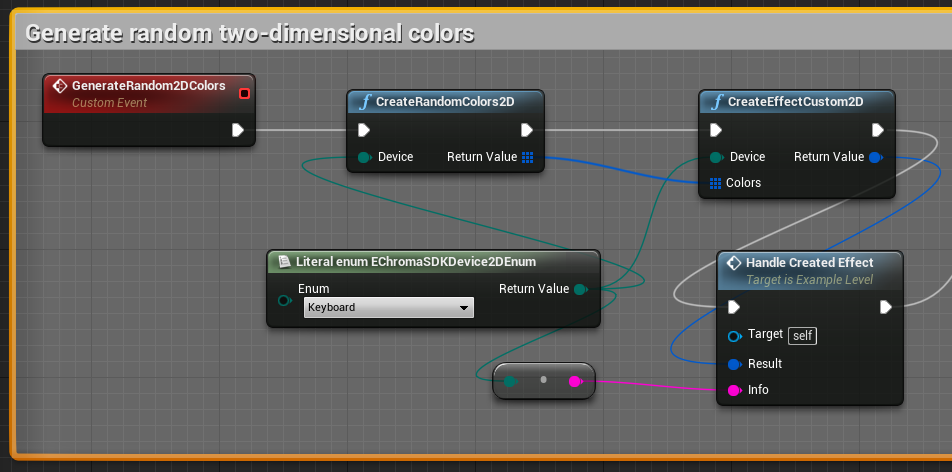 Generate random two-dimensional colors
GenerateRandom2DColors
Custom Event
CreateRandomColors2D
Device
Return Value
CreateEffectCustom2D
Device
Return Value
Colors
Literal enum EChromaSDKDevice2DEnum
Enum
Keyboard
Return Value
Handle Created Effect
Target is Example Level
Target self
Result
Info